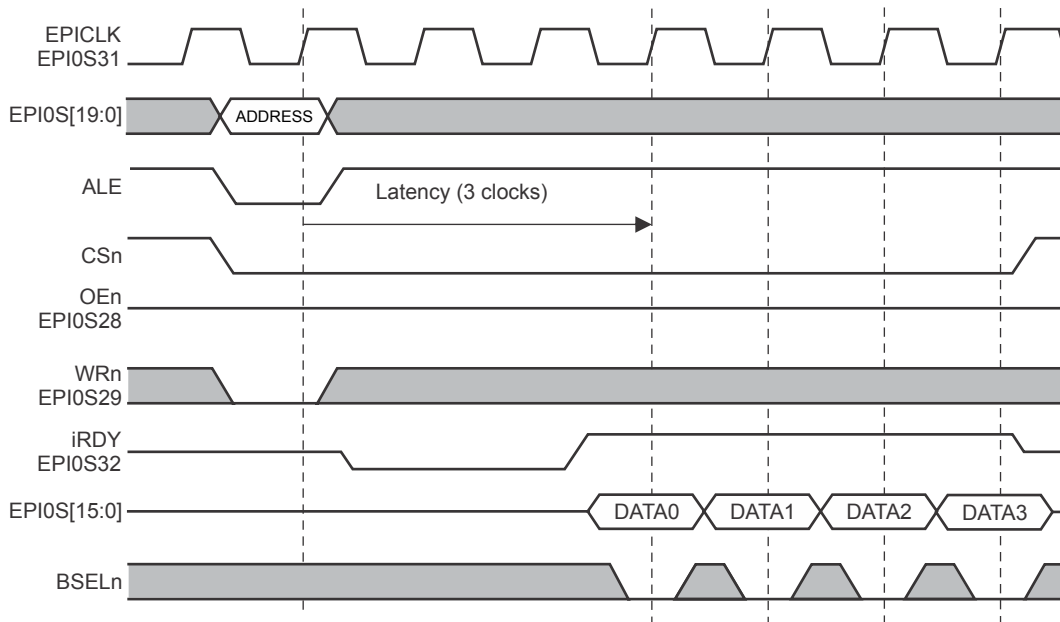 EPICLK
EPI0S31
EPI0S[19:0]
ADDRESS
ALE
Latency (3 clocks)
CSn
OEn
EPI0S28
WRn
EPI0S29
iRDY
EPI0S32
EPI0S[15:0]
DATA0
DATA1
DATA2
DATA3
BSELn